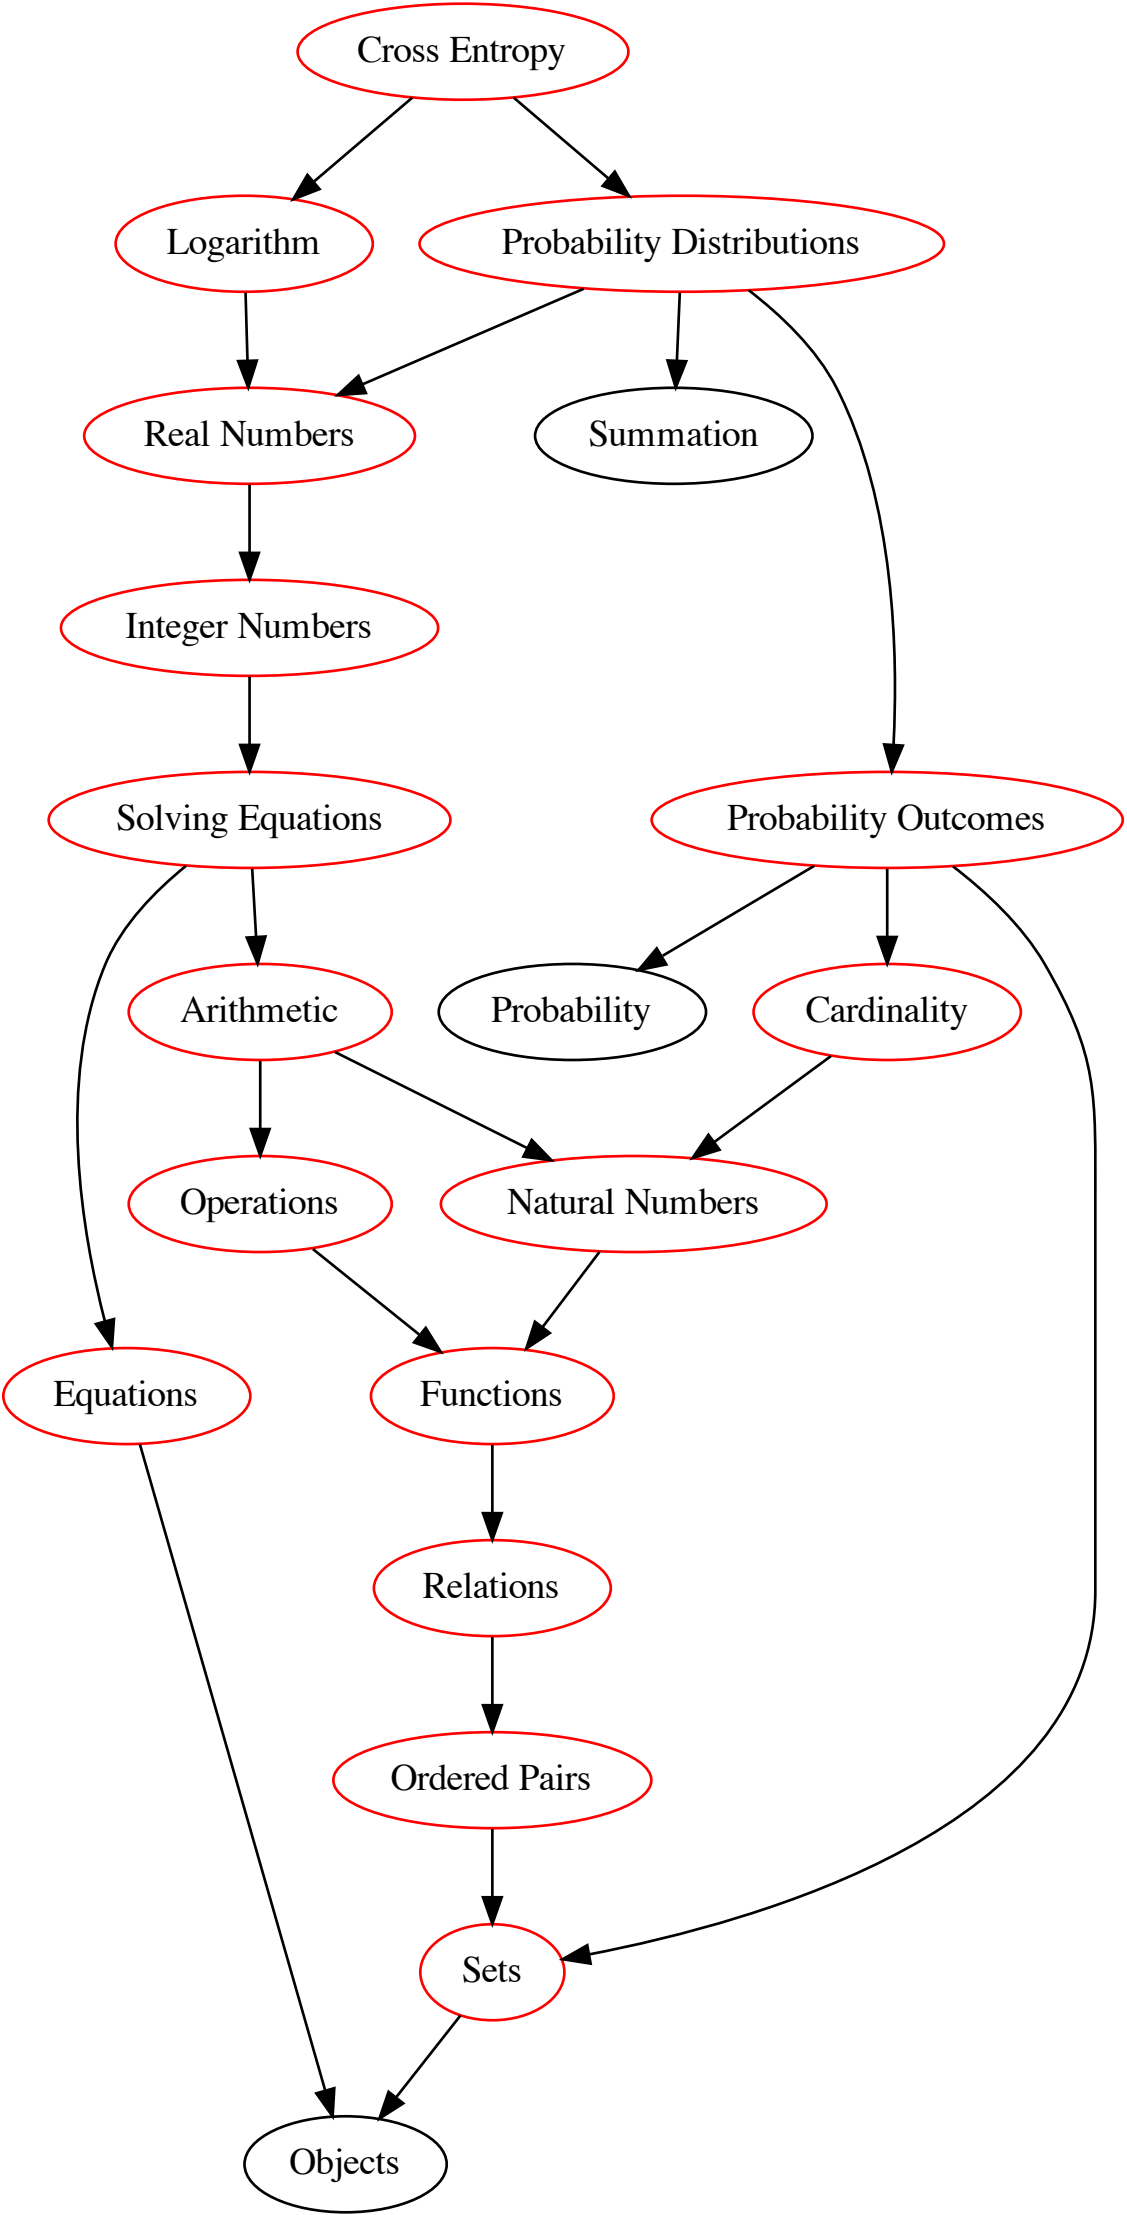 Cross Entropy
Logarithm
Probability Distributions
Real Numbers
Summation
Integer Numbers
Solving Equations
Probability Outcomes
Arithmetic
Probability
Cardinality
Operations
Natural Numbers
Equations
Functions
Relations
Ordered Pairs
Sets
Objects